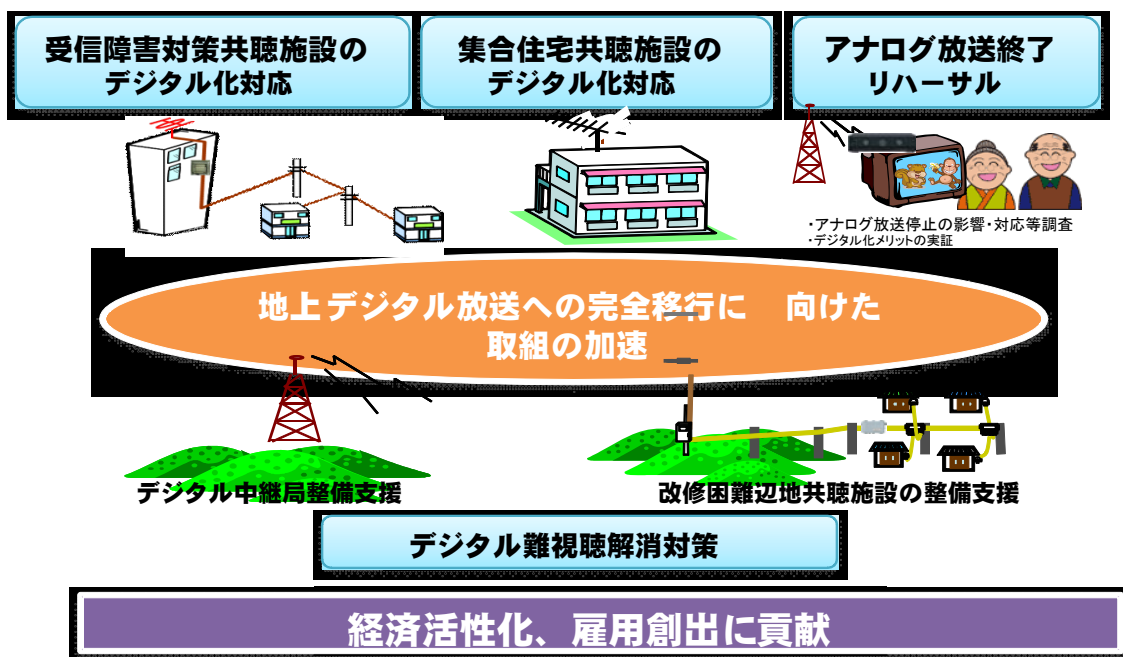 受信障害対策共聴施設の
デジタル化対応
集合住宅共聴施設の
デジタル化対応
アナログ放送終了
リハーサル
・アナログ放送停止の影響・対応等調査
・デジタル化メリットの実証
地上デジタル放送への完全移行に　向けた
取組の加速
デジタル中継局整備支援
改修困難辺地共聴施設の整備支援
デジタル難視聴解消対策
経済活性化、雇用創出に貢献